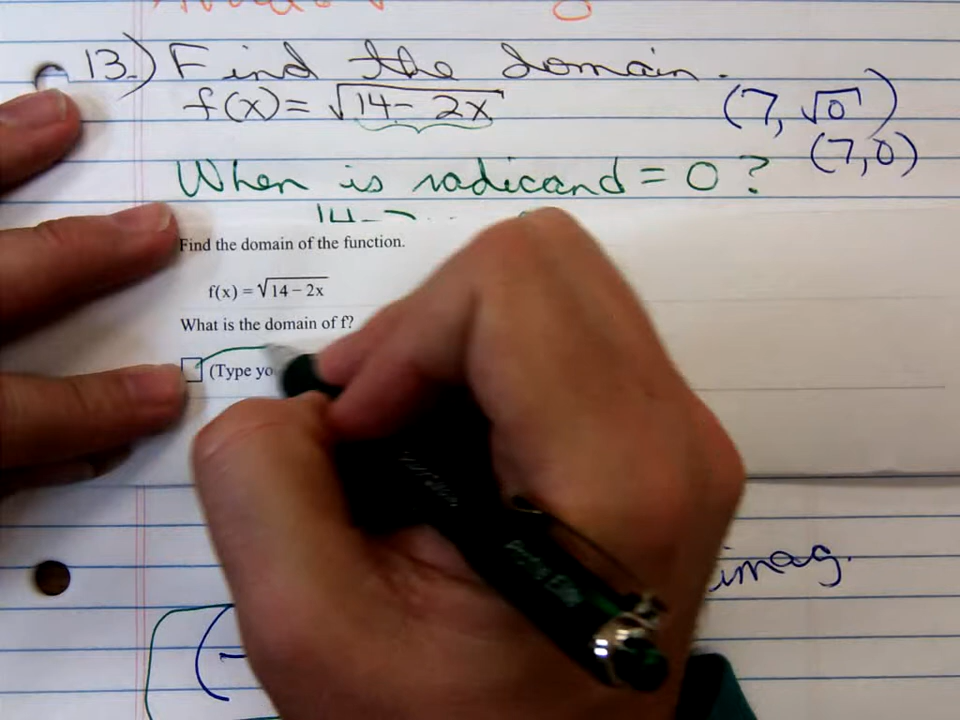 13.) Find the domain.
f(x) = √14 - 2x
(7, √0)
(7,0)
When is radicand = 0 ?
Find the domain of the function.
f(x) = √14 - 2x
What is the domain of f?
(Type yo
imag.
(-